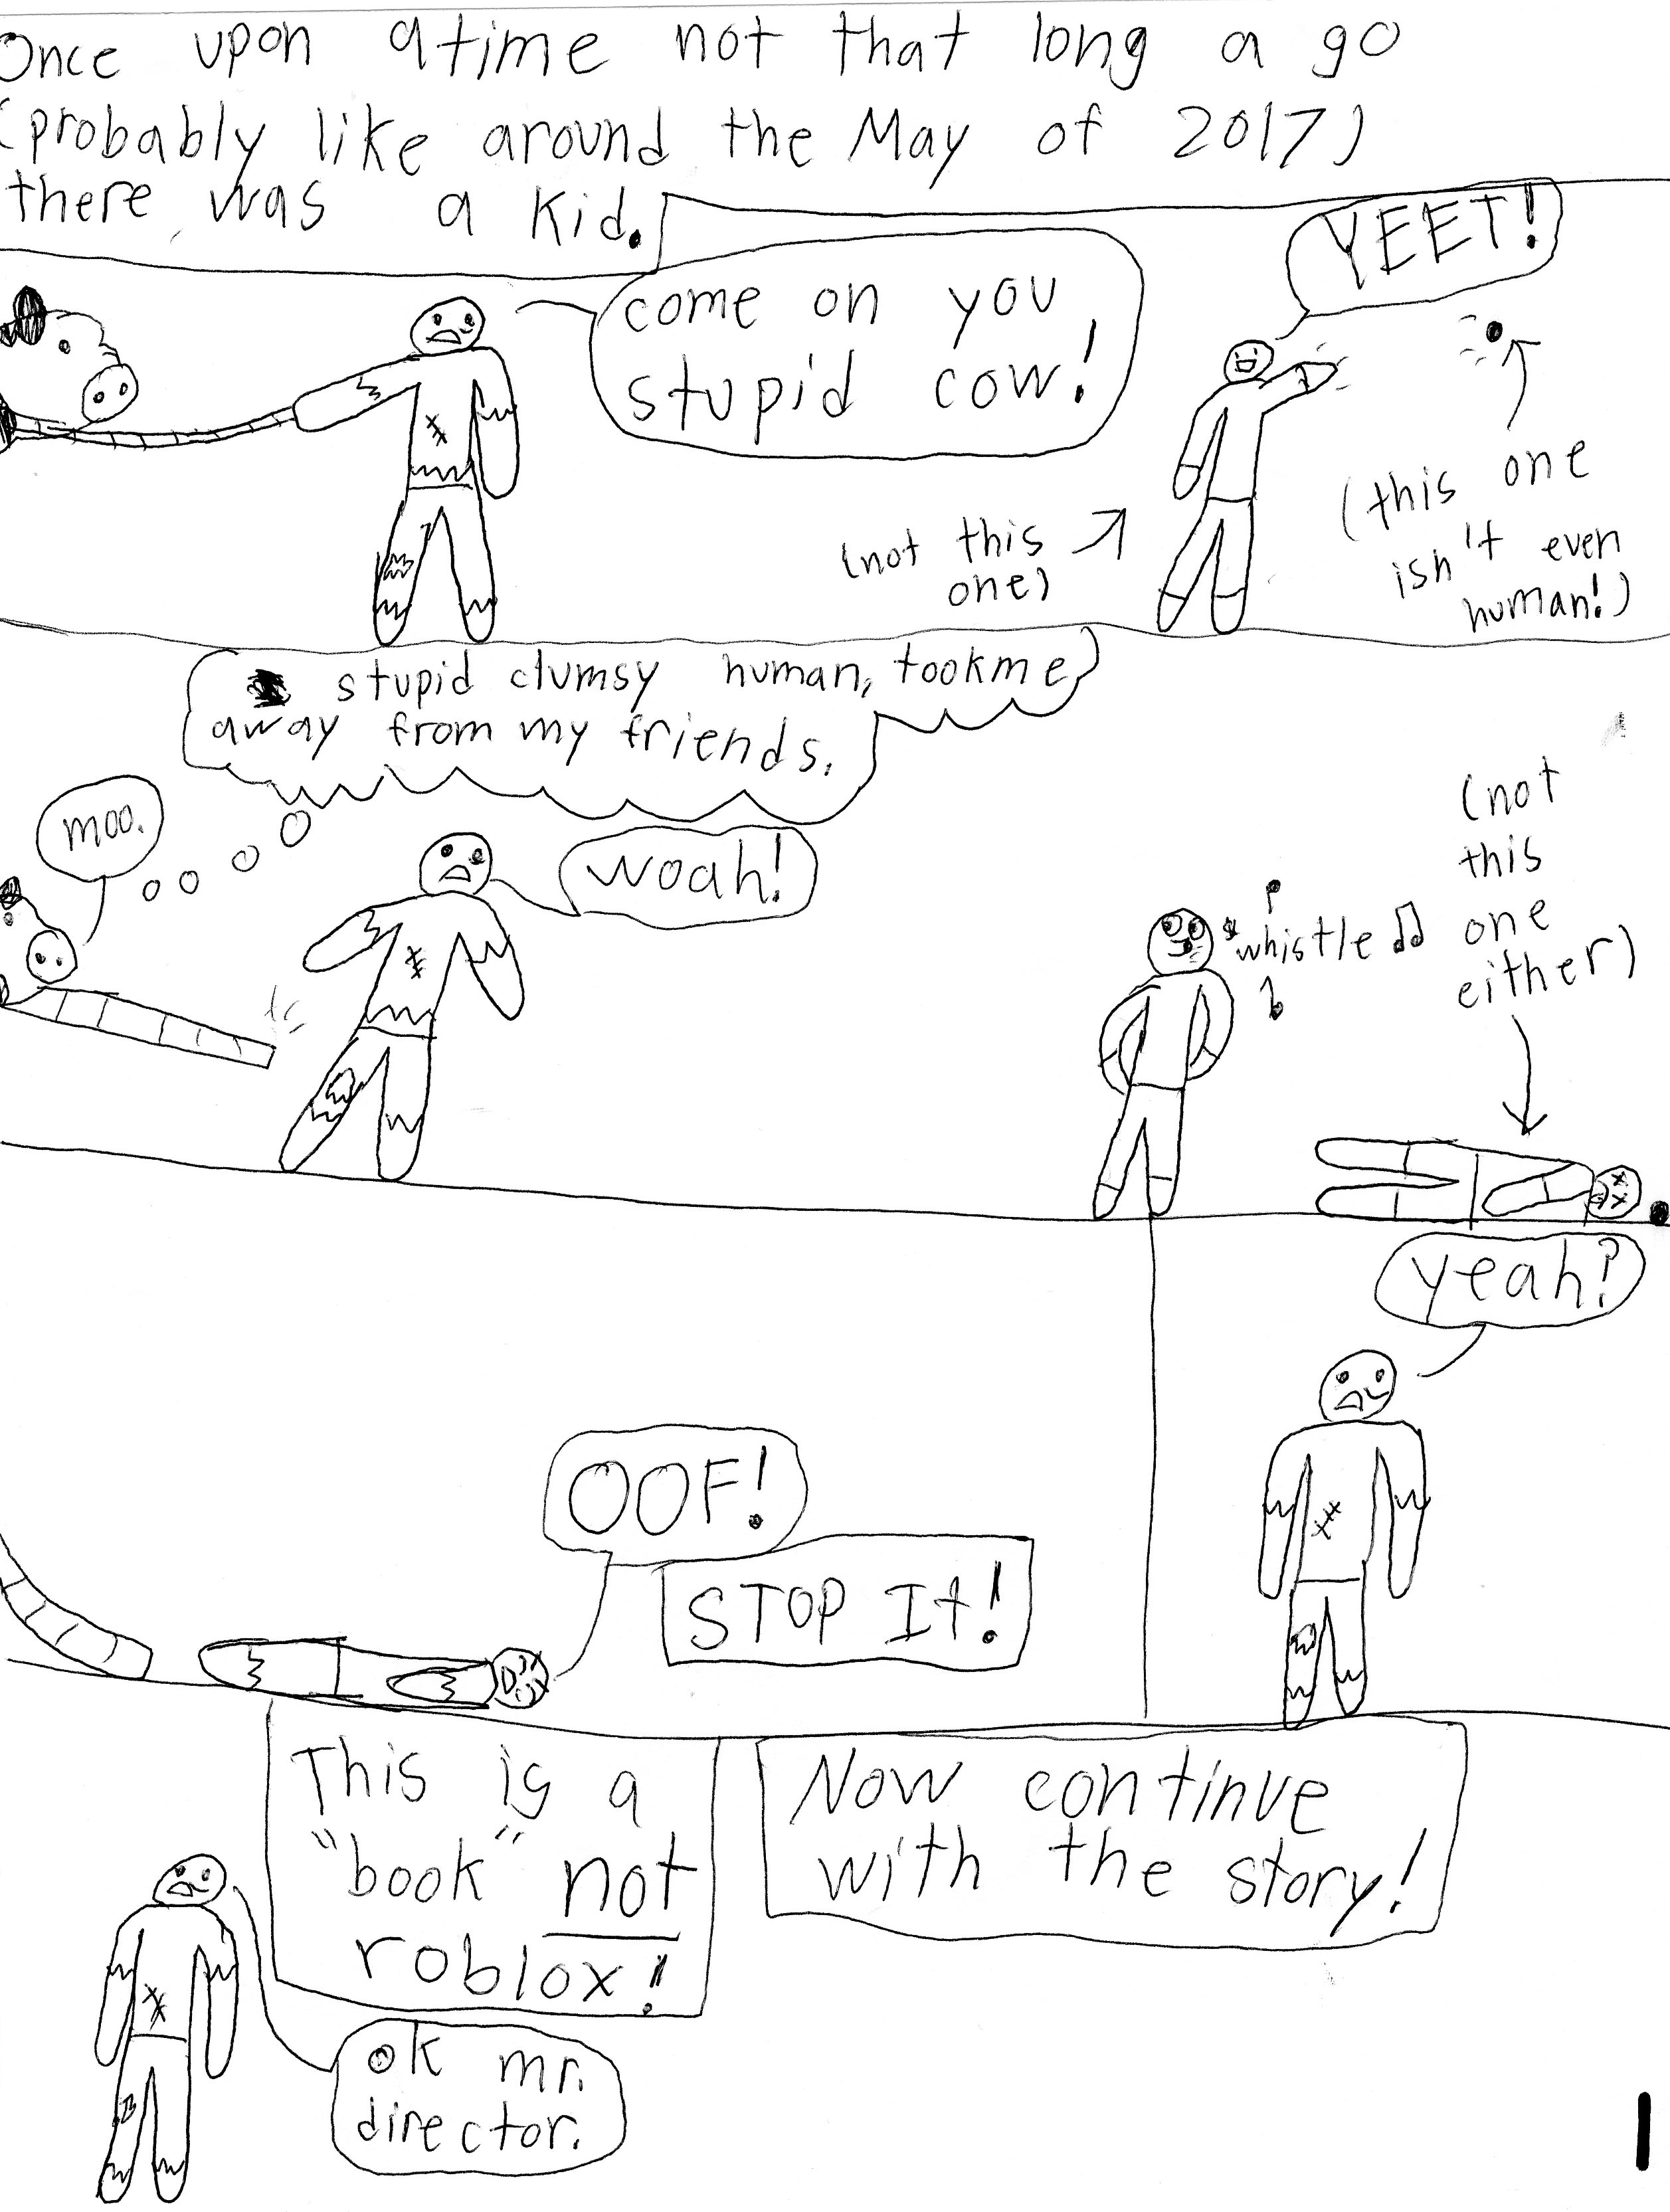 Once upon atime not that long a go
(probably like around the May of 2017)
there was a kid.
come on you
stupid cow!
YEET!
(not this
one)
(this one
isn't even
human!)
stupid clumsy human, tookme
away from my friends.
moo.
woah!
whistle
(not
this
one
either)
OOF!
STOP It!
yeah?
This is a
"book" not
roblox!
Now continue
with the story!
ok mr.
director.
1